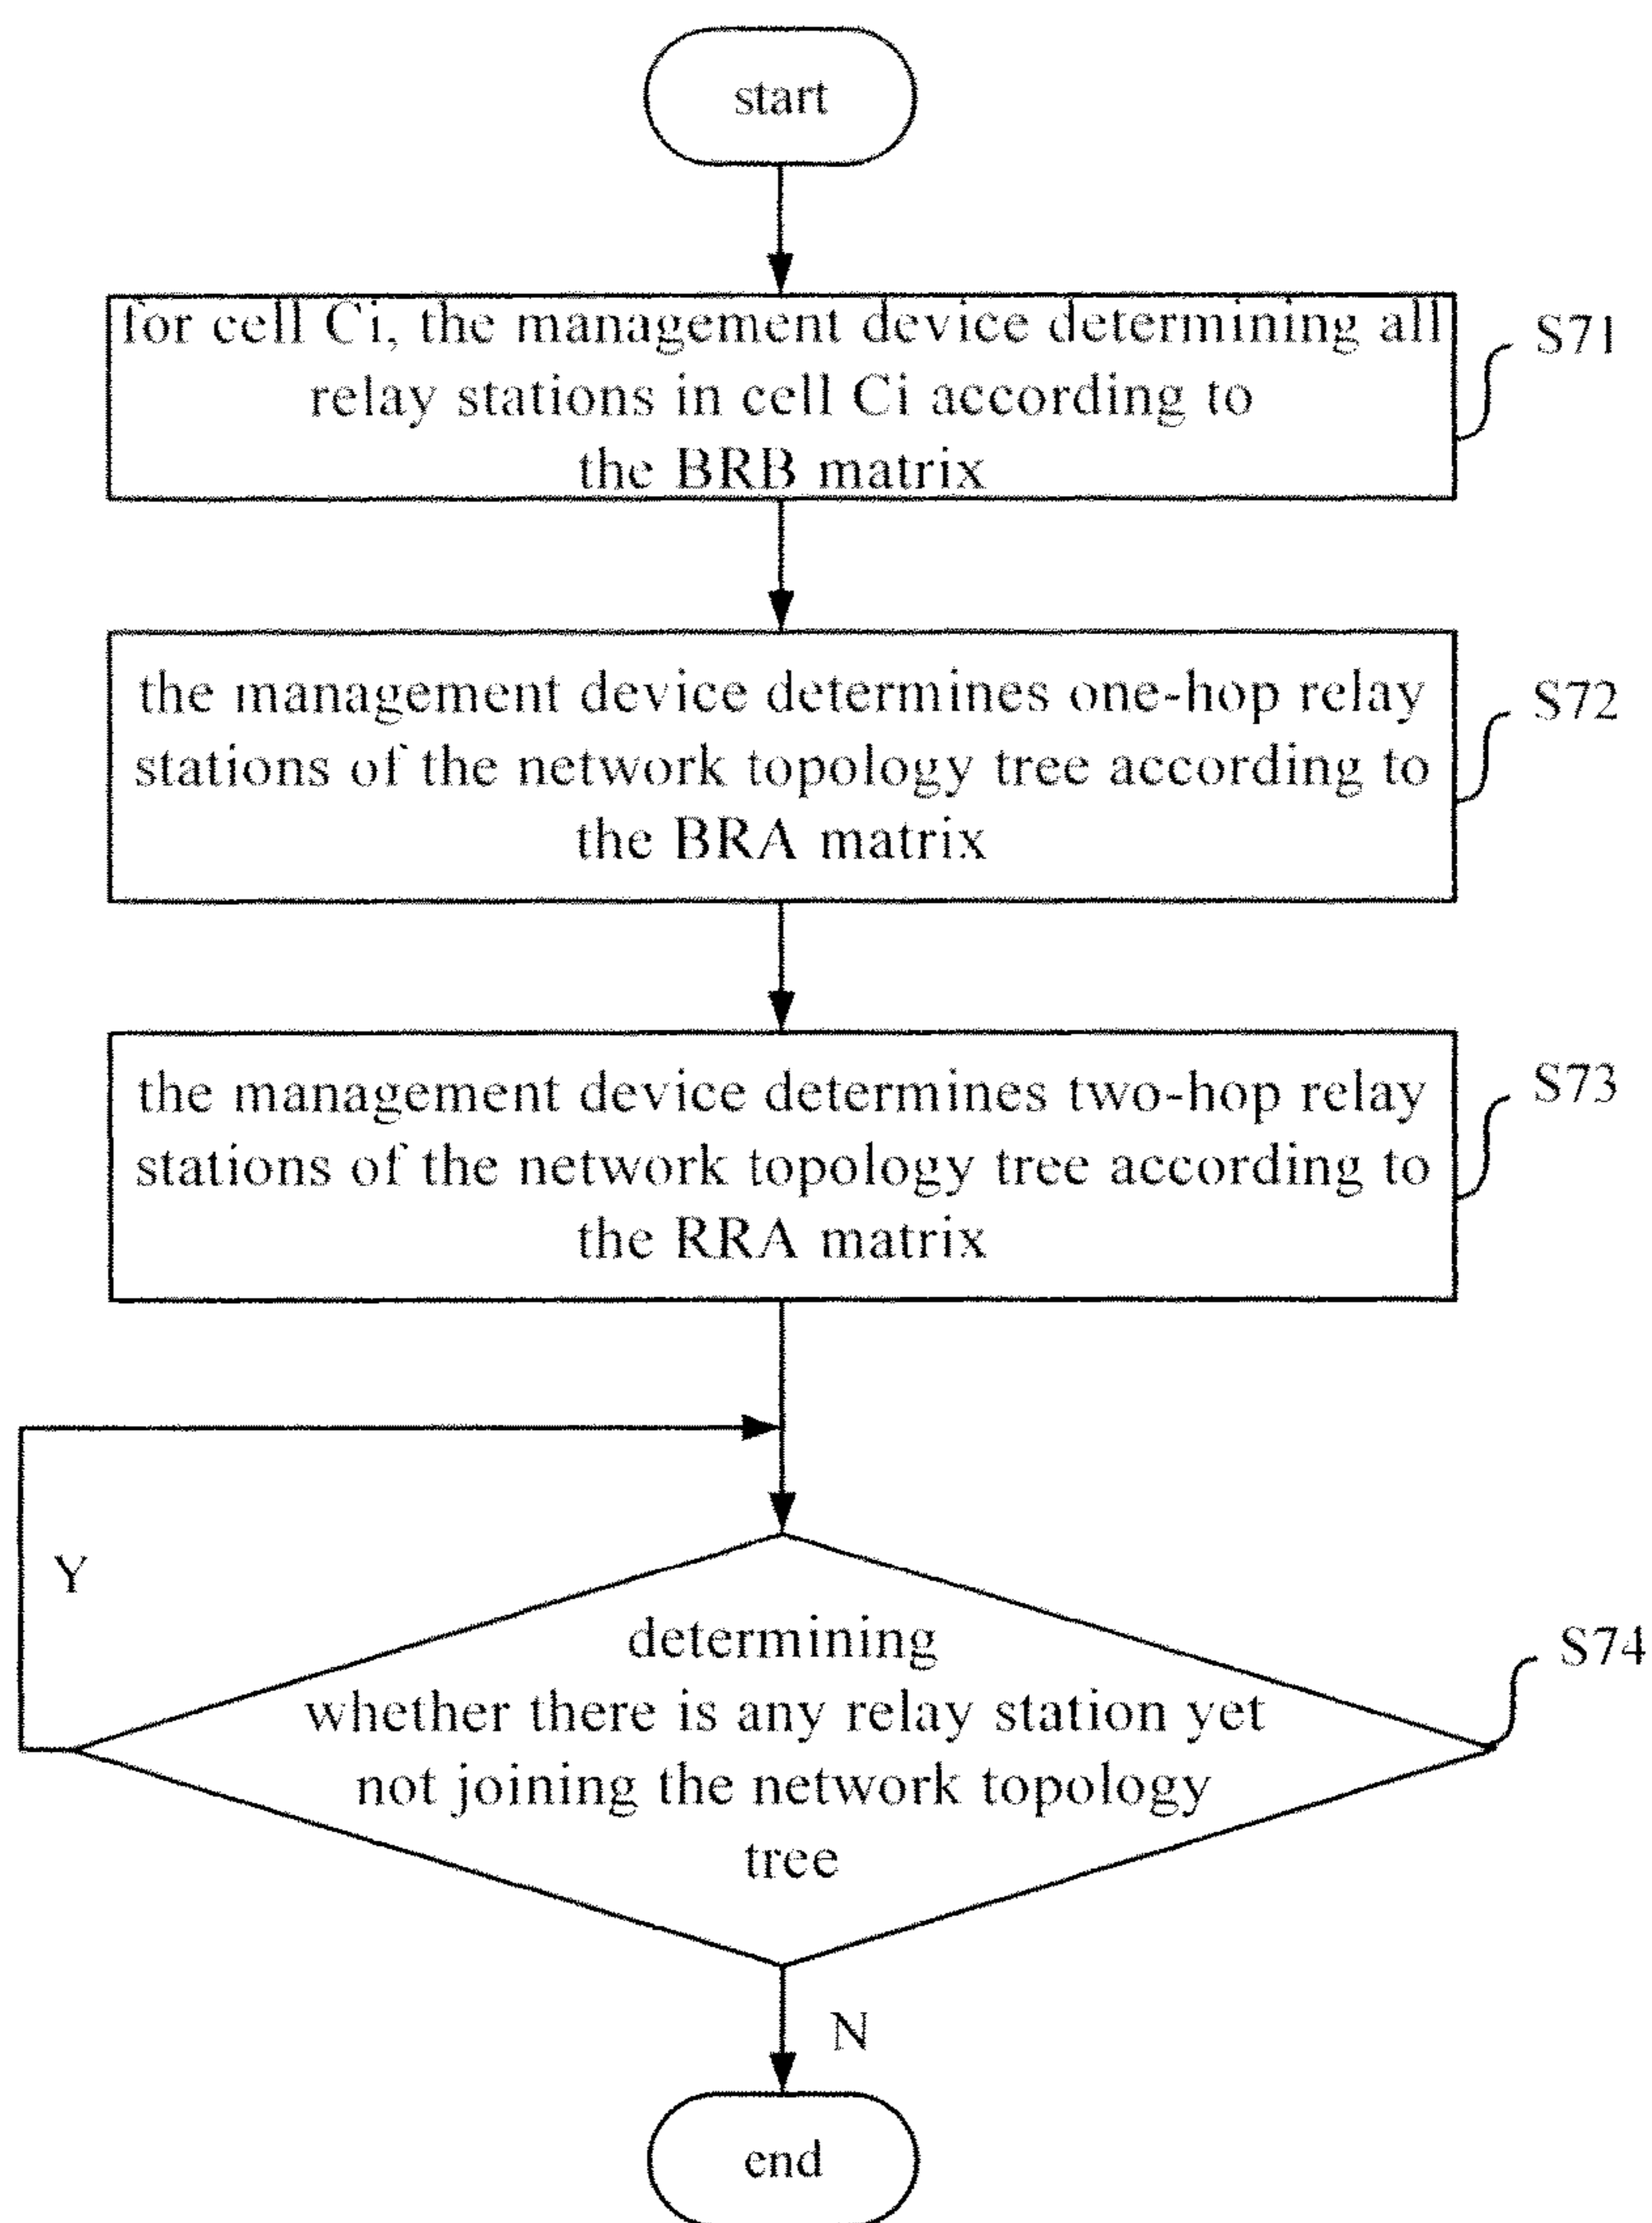 start
for cell Ci, the management device determining all
relay stations in cell Ci according to
the BRB matrix
S71
the management device determines one-hop relay
stations of the network topology tree according to
the BRA matrix
S72
the management device determines two-hop relay
stations of the network topology tree according to
the RRA matrix
S73
Y
determining
whether there is any relay station yet
not joining the network topology
tree
S74
N
end